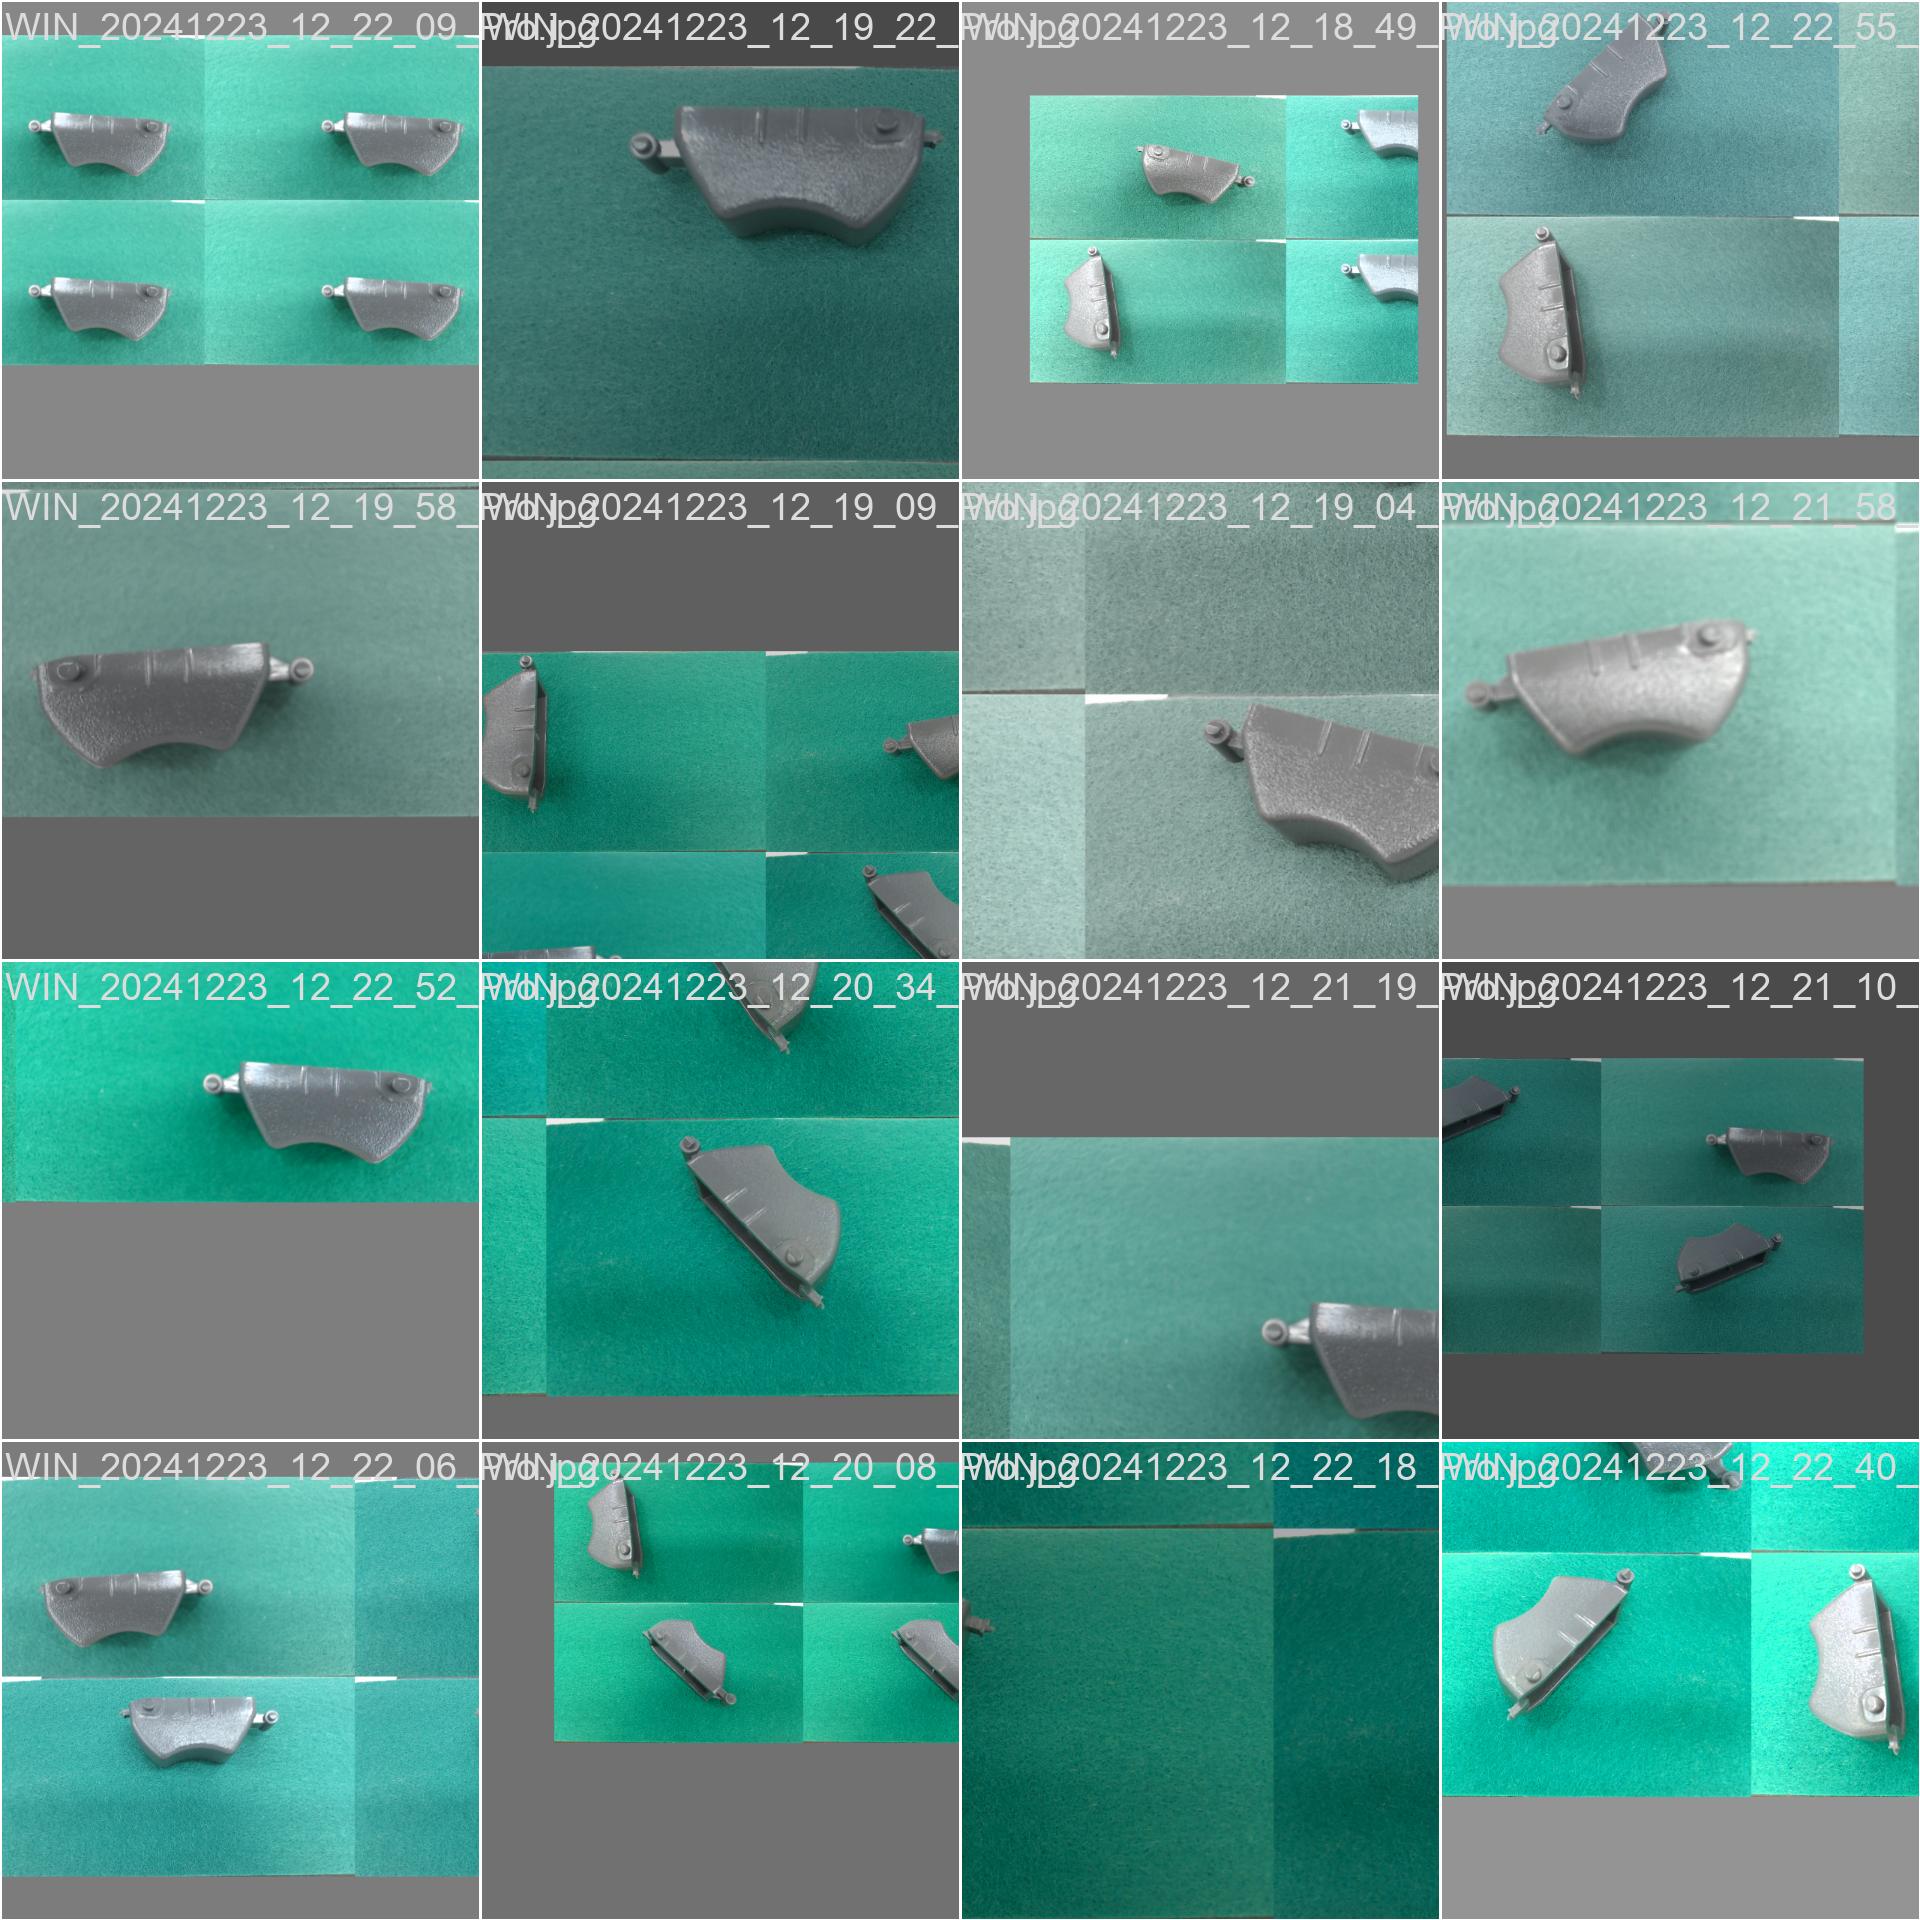 WIN_20241223_12_22_09_Pro.jpg
WIN_20241223_12_19_22_Pro.jpg
WIN_20241223_12_18_49_Pro.jpg
WIN_20241223_12_22_55_
WIN_20241223_12_19_58_Pro.jpg
WIN_20241223_12_19_09_Pro.jpg
WIN_20241223_12_19_04_Pro.jpg
WIN_20241223_12_21_58_
WIN_20241223_12_22_52_Pro.jpg
WIN_20241223_12_20_34_Pro.jpg
WIN_20241223_12_21_19_Pro.jpg
WIN_20241223_12_21_10_
WIN_20241223_12_22_06_Pro.jpg
WIN_20241223_12_20_08_Pro.jpg
WIN_20241223_12_22_18_Pro.jpg
WIN_20241223_12_22_40_